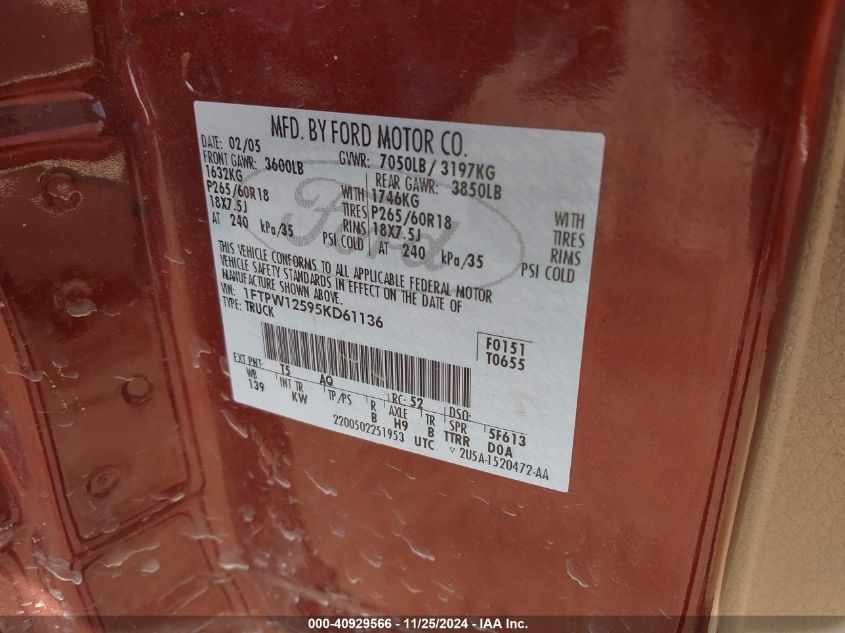 MFD. BY FORD MOTOR CO.
DATE: 02/05 GVWR: 7050LB / 3197KG
FRONT GAWR: 3600LB REAR GAWR: 3850LB
1632KG WITH 1746KG WITH
P265/60R18 TIRES P265/60R18 TIRES
18X7.5J RIMS 18X7.5J RIMS
AT 240 kPa/35 PSI COLD AT 240 kPa/35 PSI COLD
Ford
THIS VEHICLE CONFORMS TO ALL APPLICABLE FEDERAL MOTOR
VEHICLE SAFETY STANDARDS IN EFFECT ON THE DATE OF
MANUFACTURE SHOWN ABOVE.
VIN: 1FTPW12595KD61136
TYPE: TRUCK
F0151
T0655
EXT PNT: T5 AQ RC: 52 DSO:
WB INT TR TP/PS R AXLE TR SPR 5F613
139 KW B H9 B TTRR DOA
2200502251953 UTC ▿ 2U5A-1520472-AA
000-40929566 - 11/25/2024 - IAA Inc.